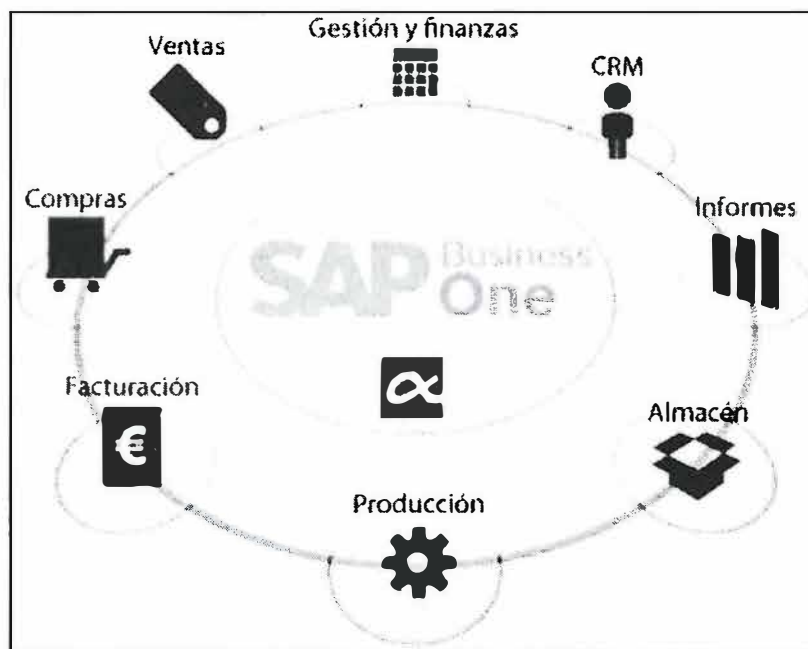 Gestión y finanzas
Ventas
CRM
Compras
Informes
SAP Business
One
α
Facturación
€
Almacén
Producción